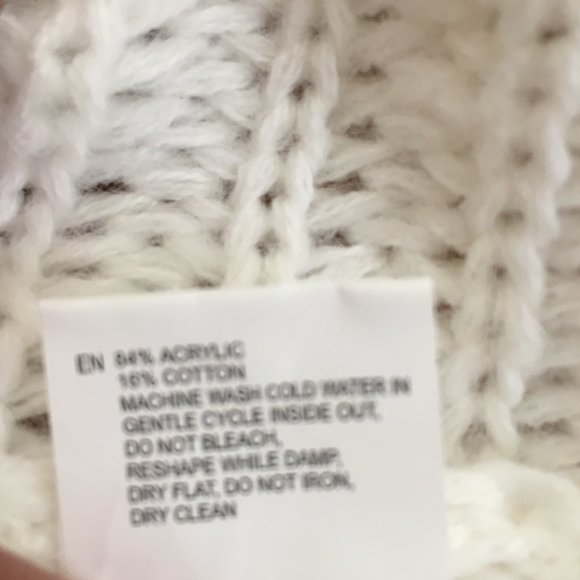 EN 84% ACRYLIC
16% COTTON
MACHINE WASH COLD WATER IN
GENTLE CYCLE INSIDE OUT,
DO NOT BLEACH,
RESHAPE WHILE DAMP,
DRY FLAT, DO NOT IRON,
DRY CLEAN